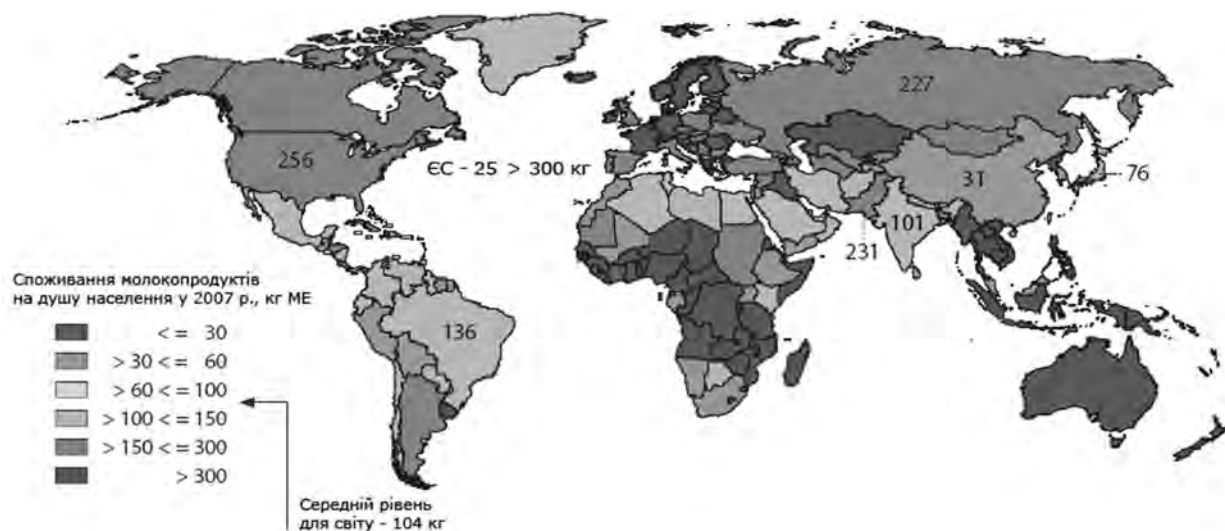 227
256
ЄС - 25 > 300 кг
31
76
101
231
Споживання молокопродуктів
на душу населення у 2007 р., кг МЕ
136
< = 30
> 30 < = 60
> 60 < = 100
> 100 < = 150
> 150 < = 300
> 300
Середній рівень
для світу - 104 кг